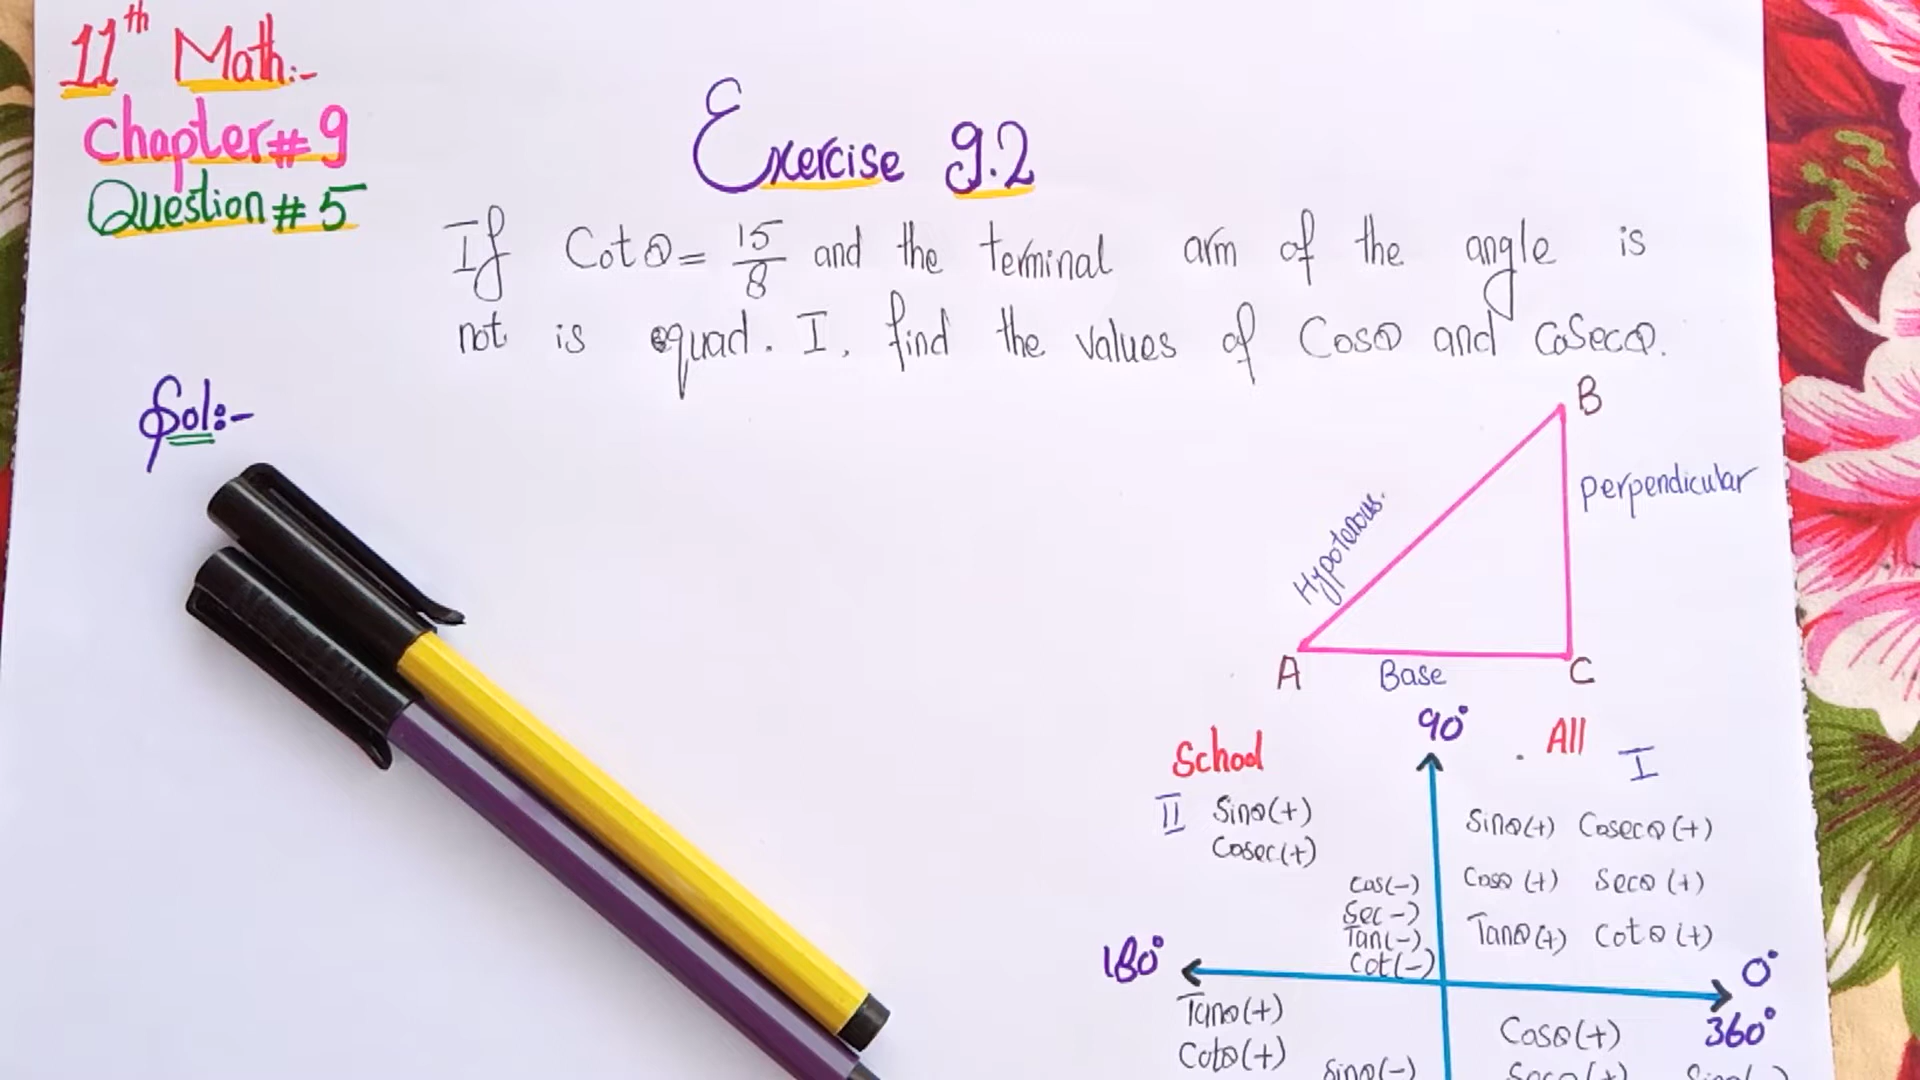 11th Math:-
Chapter # 9
Question # 5
Exercise 9.2
If Cotθ = 15/8 and the terminal arm of the angle is
not is quad. I, find the values of Cosθ and Cosecθ.
Sol:-
B
Perpendicular
Hypotenous.
A Base C
90°
School
All
I
II Sinθ(+)
Cosec(+)
Cos(-)
Sec(-)
Tan(-)
Cot(-)
Sinθ(+) Cosecθ(+)
Cosθ(+) Secθ(+)
Tanθ(+) Cotθ(+)
180°
0°
360°
Tanθ(+)
Cotθ(+)
Sinθ(-)
Cosθ(+)
Secθ(+)